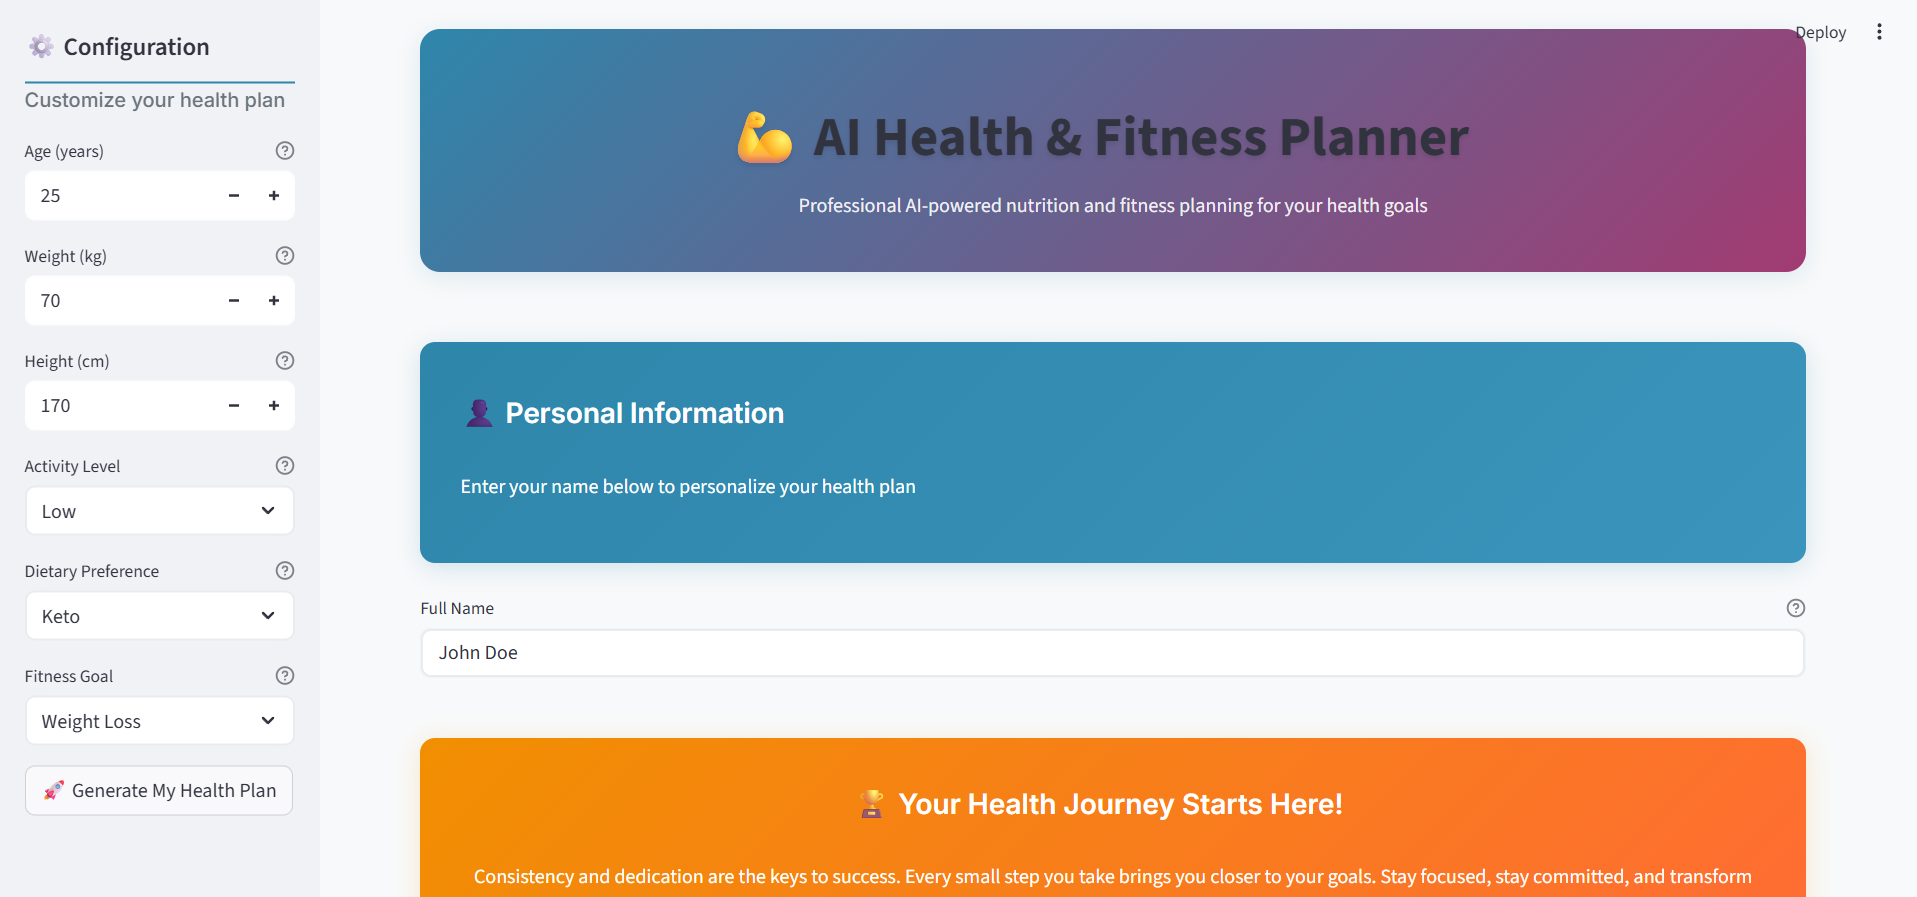 Configuration
Customize your health plan
Age (years)
25
Weight (kg)
70
Height (cm)
170
Activity Level
Low
Dietary Preference
Keto
Fitness Goal
Weight Loss
🚀 Generate My Health Plan
Deploy
💪 AI Health & Fitness Planner
Professional AI-powered nutrition and fitness planning for your health goals
👤 Personal Information
Enter your name below to personalize your health plan
Full Name
John Doe
🏆 Your Health Journey Starts Here!
Consistency and dedication are the keys to success. Every small step you take brings you closer to your goals. Stay focused, stay committed, and transform